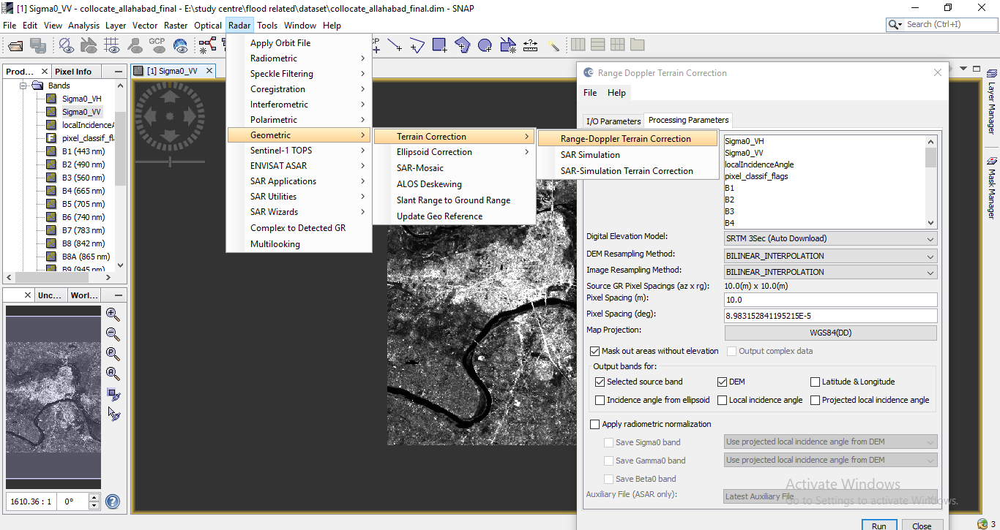 [1] Sigma0_VV - collocate_allahabad_final - E:\study centre\flood related\dataset\collocate_allahabad_final.dim - SNAP
File Edit View Analysis Layer Vector Raster Optical Radar Tools Window Help
Search (Ctrl+I)
GCP
Prod... Pixel Info
[1] Sigma0_VV
Bands
Sigma0_VH
Sigma0_VV
localIncidenceA
pixel_classif_fl
B1 (443 nm)
B2 (490 nm)
B3 (560 nm)
B4 (665 nm)
B5 (705 nm)
B6 (740 nm)
B7 (783 nm)
B8 (842 nm)
B8A (865 nm)
B9 (945 nm)
Unc... Worl...
1610.36 : 1 0°
Apply Orbit File
Radiometric
Speckle Filtering
Coregistration
Interferometric
Polarimetric
Geometric
Sentinel-1 TOPS
ENVISAT ASAR
SAR Applications
SAR Utilities
SAR Wizards
Complex to Detected GR
Multilooking
Terrain Correction
Ellipsoid Correction
SAR-Mosaic
ALOS Deskewing
Slant Range to Ground Range
Update Geo Reference
Range-Doppler Terrain Correction
SAR Simulation
SAR-Simulation Terrain Correction
Range Doppler Terrain Correction
File Help
I/O Parameters Processing Parameters
Sigma0_VH
Sigma0_VV
localIncidenceAngle
pixel_classif_flags
B1
B2
B3
B4
Digital Elevation Model: SRTM 3Sec (Auto Download)
DEM Resampling Method: BILINEAR_INTERPOLATION
Image Resampling Method: BILINEAR_INTERPOLATION
Source GR Pixel Spacings (az x rg): 10.0(m) x 10.0(m)
Pixel Spacing (m): 10.0
Pixel Spacing (deg): 8.983152841195215E-5
Map Projection: WGS84(DD)
Mask out areas without elevation Output complex data
Output bands for:
Selected source band DEM Latitude & Longitude
Incidence angle from ellipsoid Local incidence angle Projected local incidence angle
Apply radiometric normalization
Save Sigma0 band Use projected local incidence angle from DEM
Save Gamma0 band Use projected local incidence angle from DEM
Save Beta0 band
Auxiliary File (ASAR only): Latest Auxiliary File
Activate Windows
Go to Settings to activate Windows.
Run Close
Layer Manager
Mask Manager
3